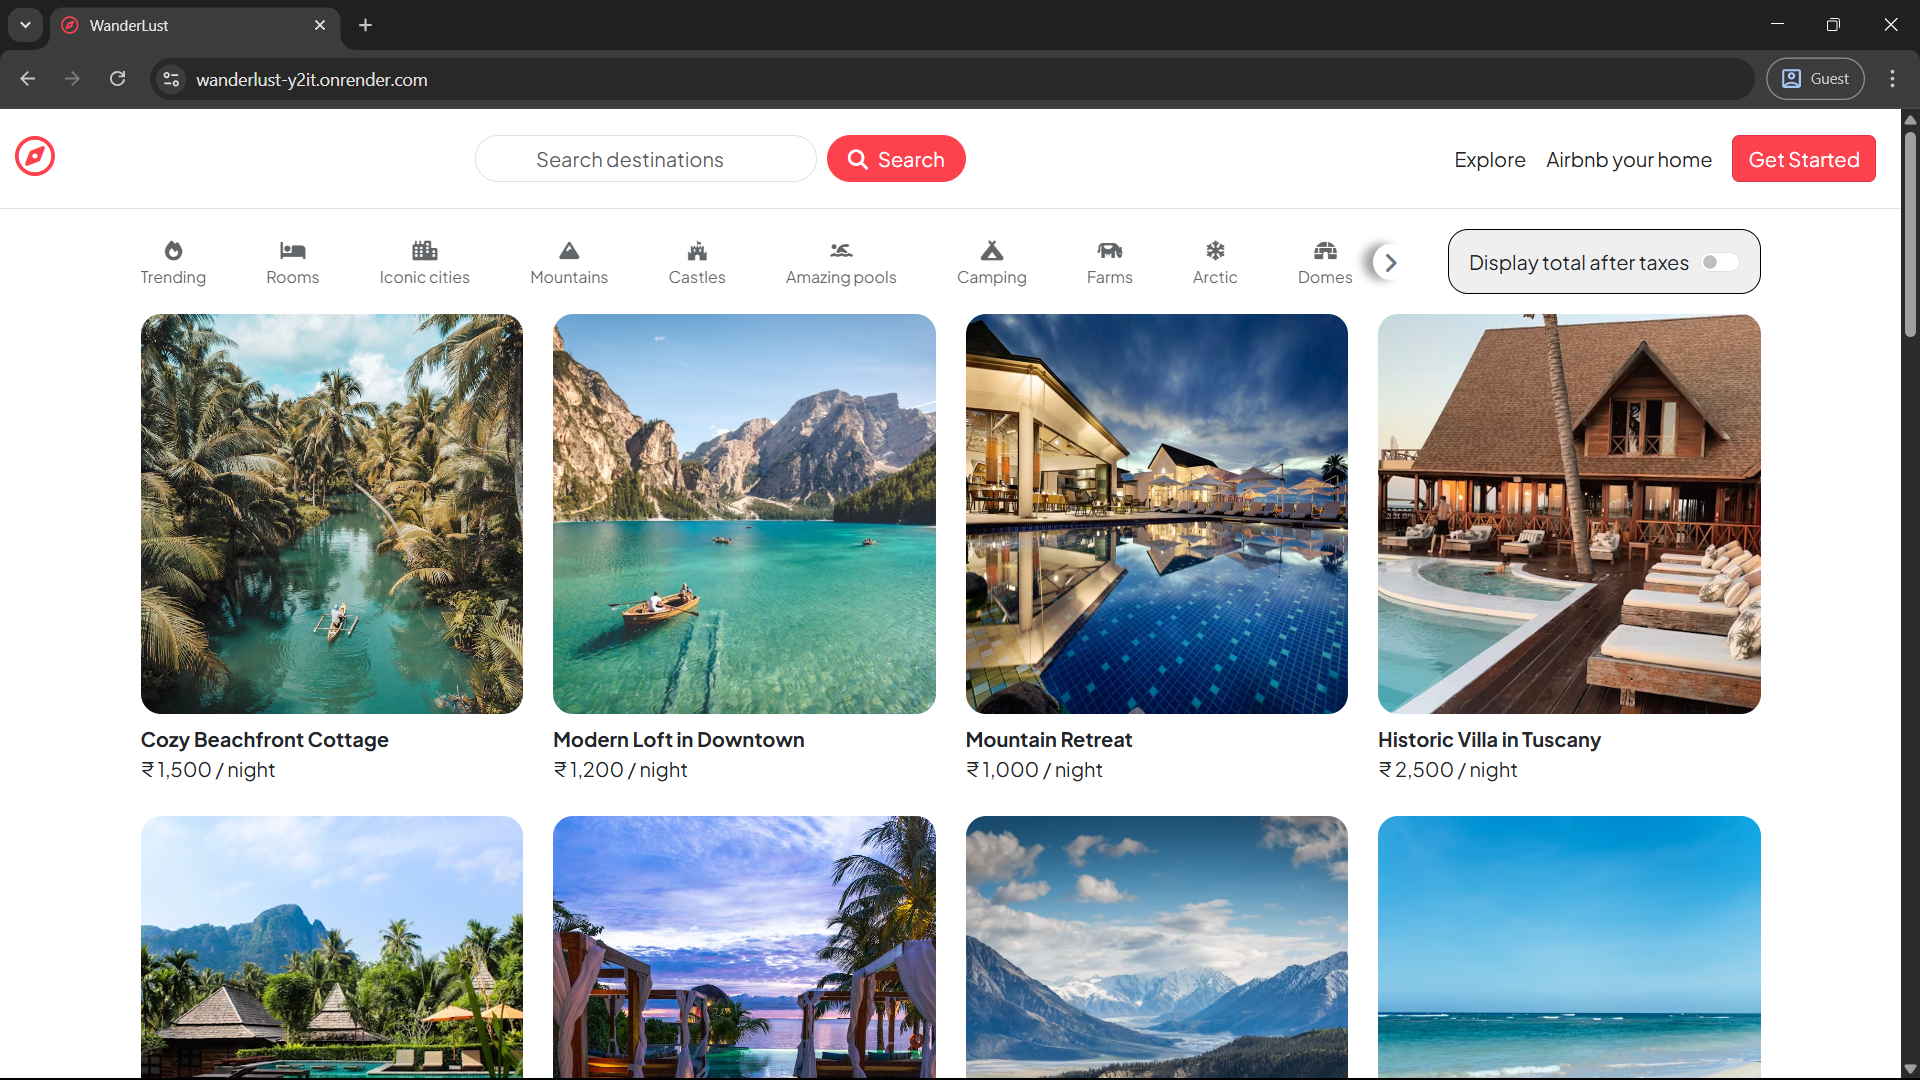 WanderLust
wanderlust-y2it.onrender.com
Guest
Search destinations
Search
Explore
Airbnb your home
Get Started
Trending
Rooms
Iconic cities
Mountains
Castles
Amazing pools
Camping
Farms
Arctic
Domes
Display total after taxes
Cozy Beachfront Cottage
₹1,500 / night
Modern Loft in Downtown
₹1,200 / night
Mountain Retreat
₹1,000 / night
Historic Villa in Tuscany
₹2,500 / night